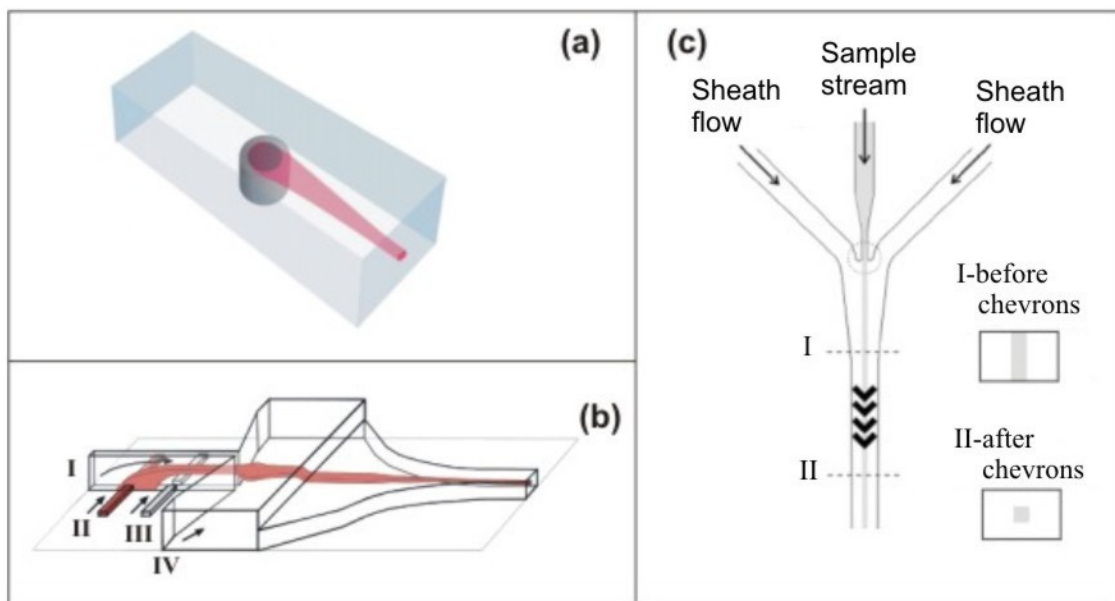 (a)
(b)
I
II
III
IV
(c)
Sample
stream
Sheath
flow
Sheath
flow
I-before
chevrons
I
II-after
chevrons
II